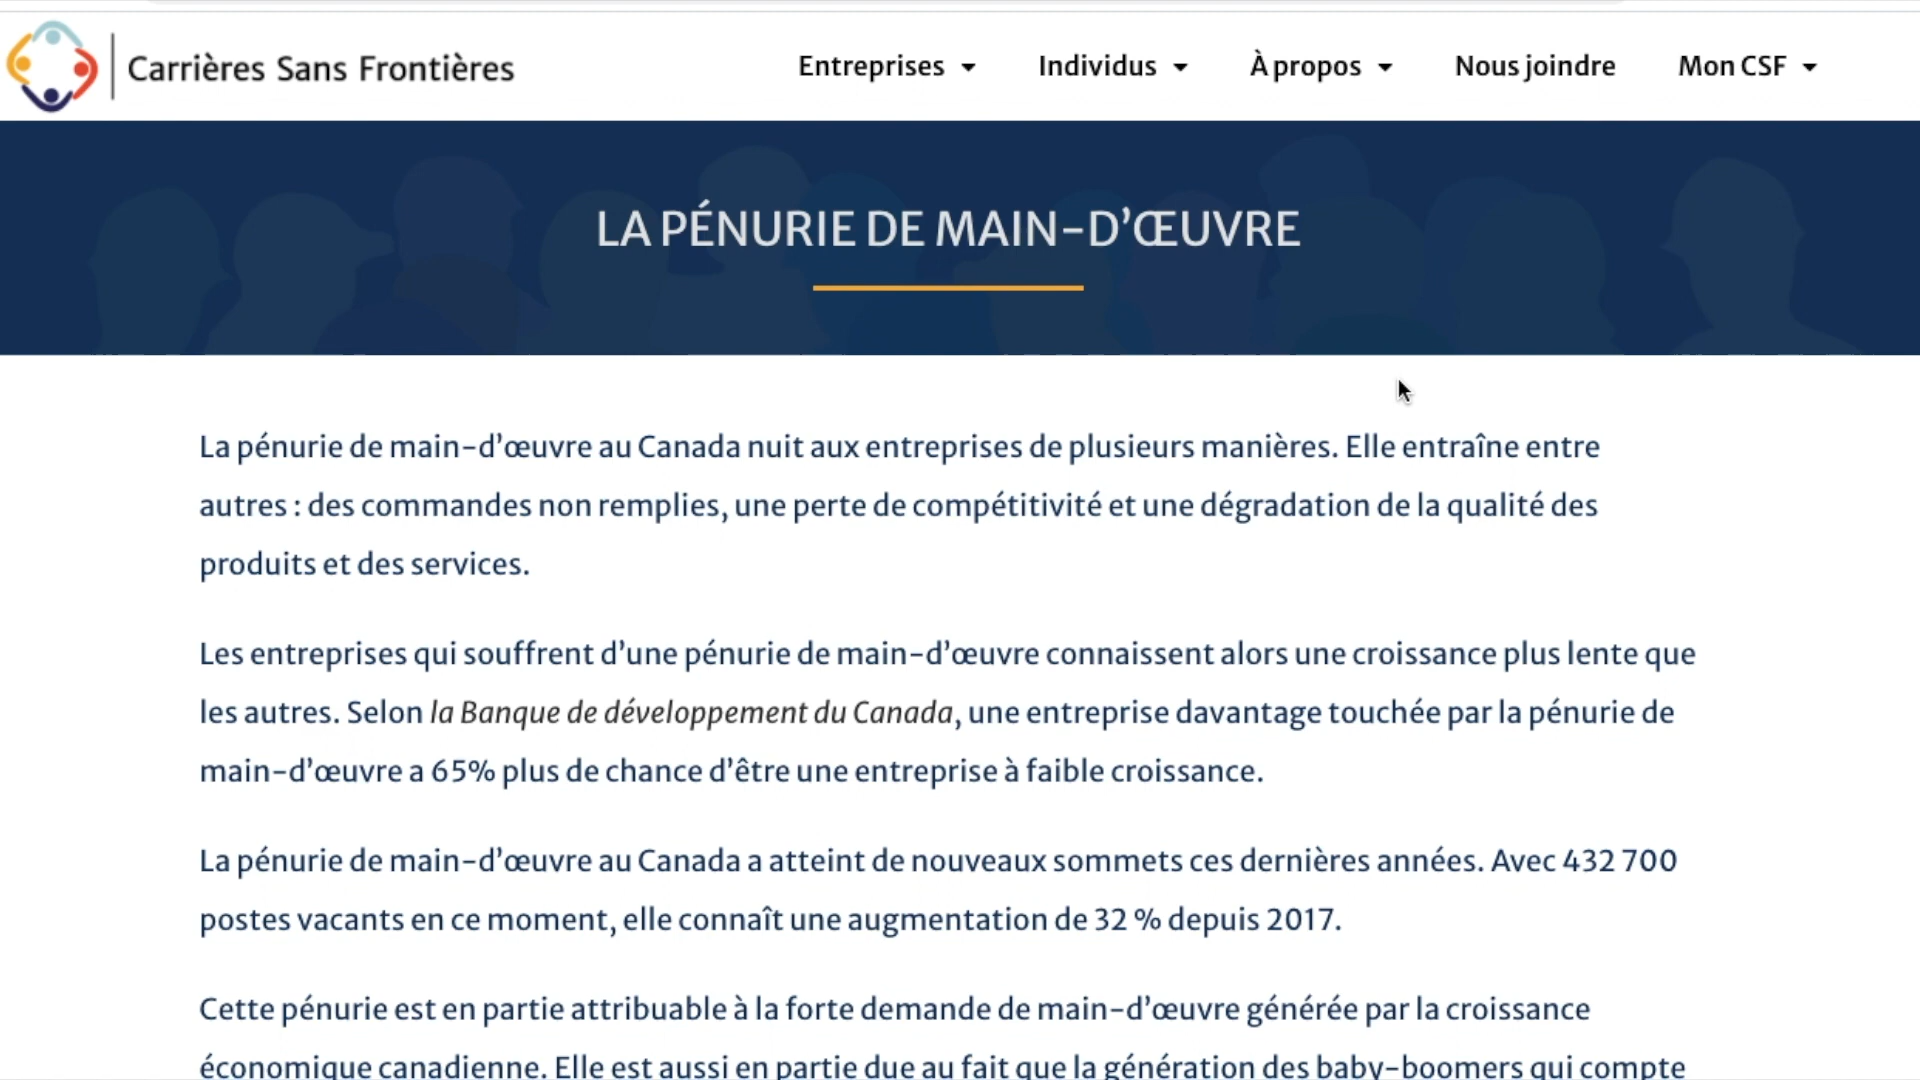 Carrières Sans Frontières
Entreprises
Individus
À propos
Nous joindre
Mon CSF
LA PÉNURIE DE MAIN-D’ŒUVRE
La pénurie de main-d’œuvre au Canada nuit aux entreprises de plusieurs manières. Elle entraîne entre
autres : des commandes non remplies, une perte de compétitivité et une dégradation de la qualité des
produits et des services.
Les entreprises qui souffrent d’une pénurie de main-d’œuvre connaissent alors une croissance plus lente que
les autres. Selon la Banque de développement du Canada, une entreprise davantage touchée par la pénurie de
main-d’œuvre a 65% plus de chance d’être une entreprise à faible croissance.
La pénurie de main-d’œuvre au Canada a atteint de nouveaux sommets ces dernières années. Avec 432 700
postes vacants en ce moment, elle connaît une augmentation de 32 % depuis 2017.
Cette pénurie est en partie attribuable à la forte demande de main-d’œuvre générée par la croissance
économique canadienne. Elle est aussi en partie due au fait que la génération des baby-boomers qui compte